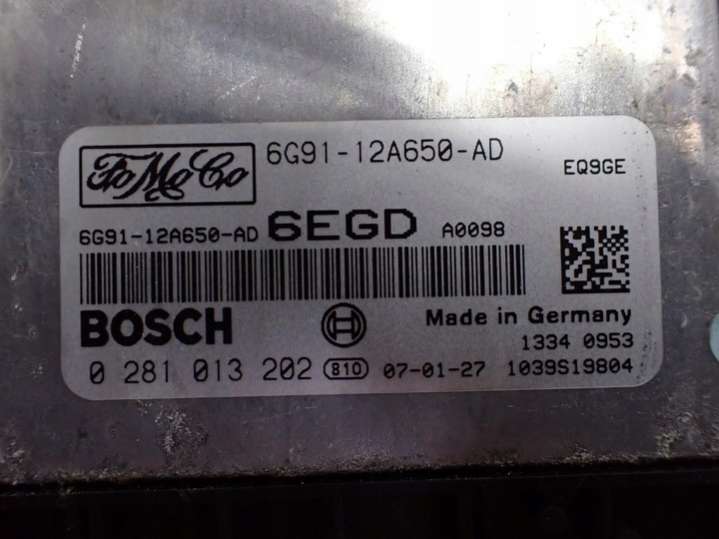 FoMoCo 6G91-12A650-AD EQ9GE
6G91-12A650-AD 6EGD A0098
BOSCH Made in Germany
1334 0953
0 281 013 202 810 07-01-27 1039S19804